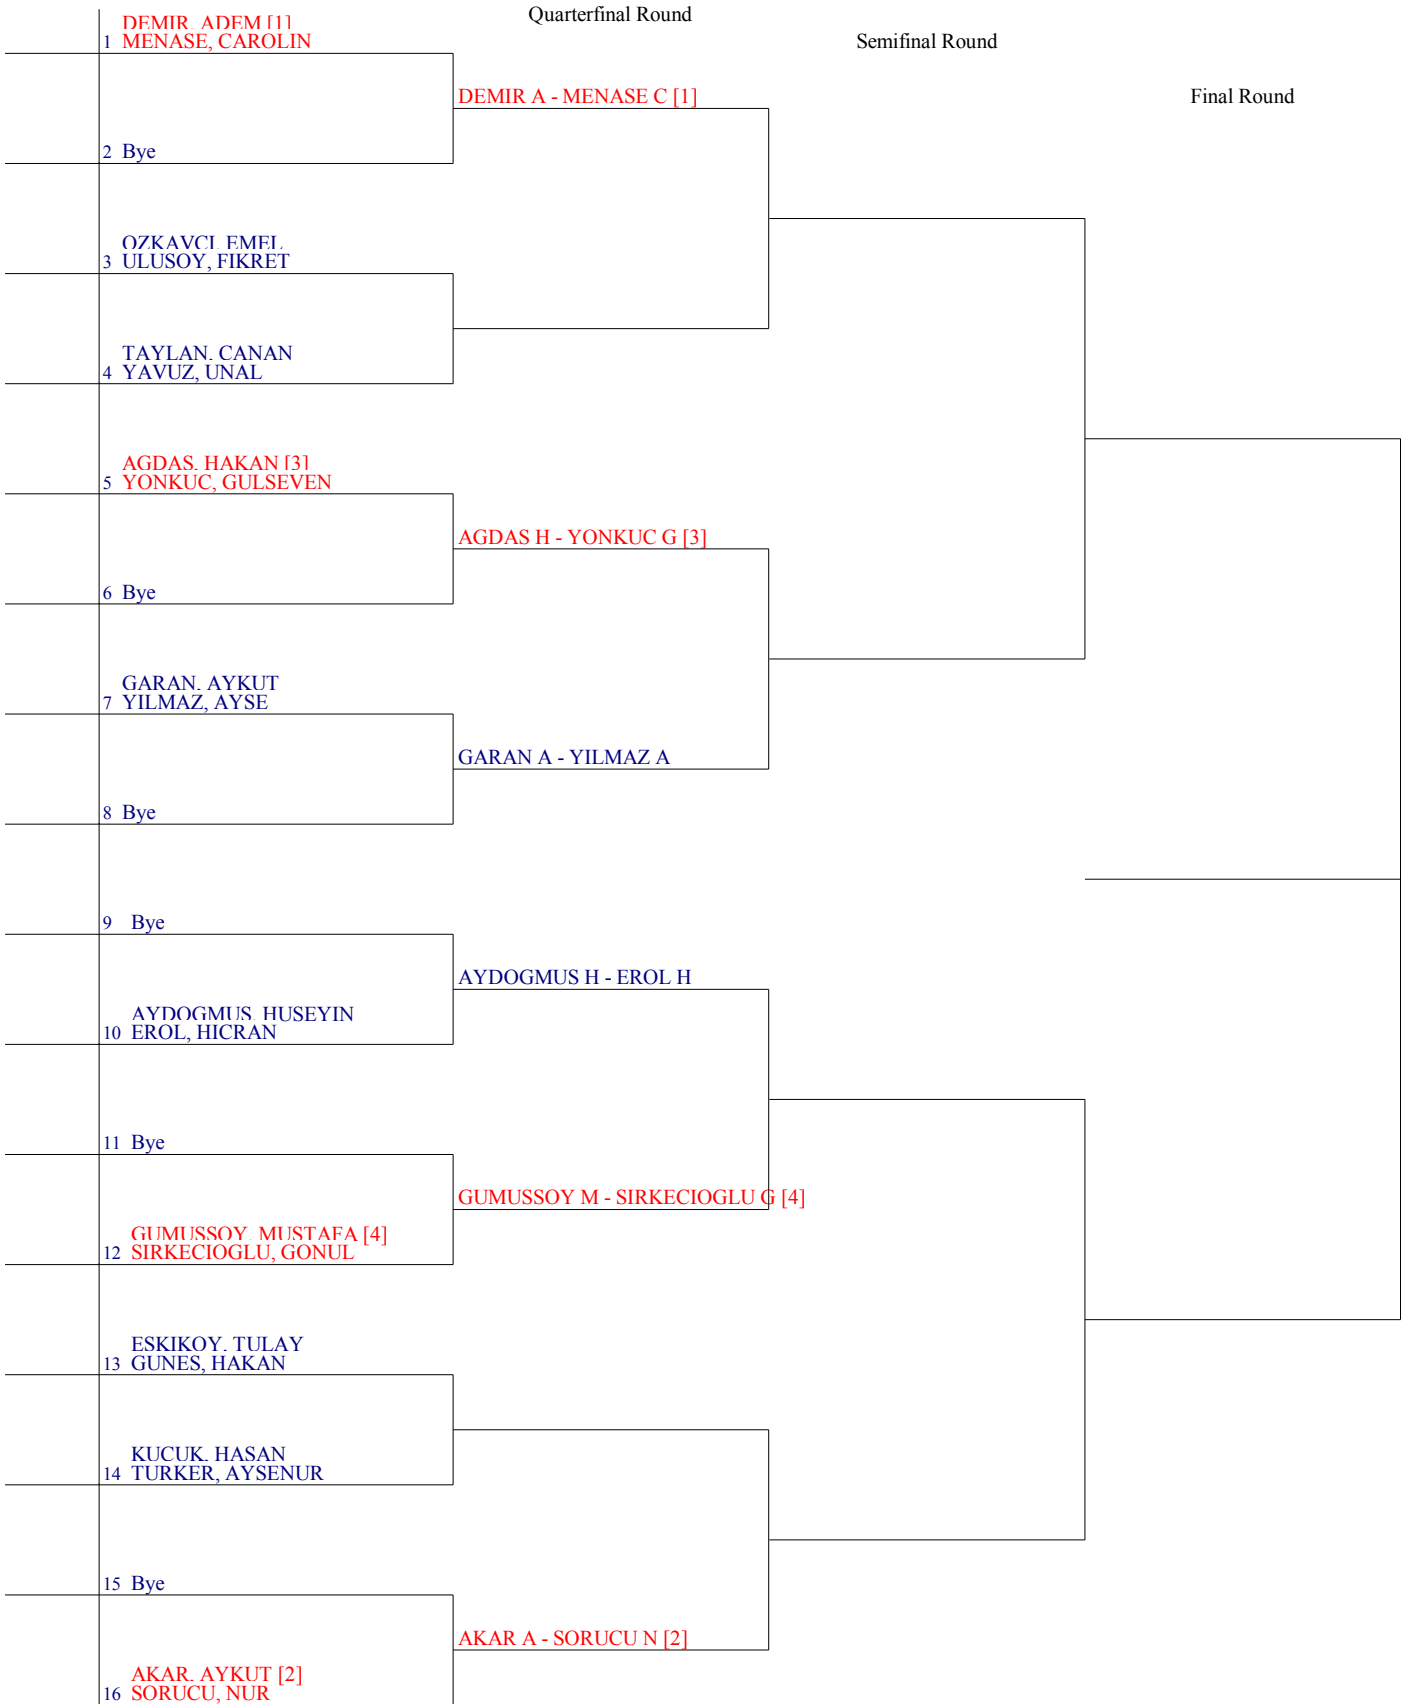 Quarterfinal Round
Semifinal Round
Final Round
DEMIR, ADEM [1]
1 MENASE, CAROLIN
DEMIR A - MENASE C [1]
2 Bye
OZKAVCI, EMEL
3 ULUSOY, FIKRET
TAYLAN, CANAN
4 YAVUZ, UNAL
AGDAS, HAKAN [3]
5 YONKUC, GULSEVEN
AGDAS H - YONKUC G [3]
6 Bye
GARAN, AYKUT
7 YILMAZ, AYSE
GARAN A - YILMAZ A
8 Bye
9 Bye
AYDOGMUS H - EROL H
AYDOGMUS, HUSEYIN
10 EROL, HICRAN
11 Bye
GUMUSSOY M - SIRKECIOGLU G [4]
GUMUSSOY, MUSTAFA [4]
12 SIRKECIOGLU, GONUL
ESKIKOY, TULAY
13 GUNES, HAKAN
KUCUK, HASAN
14 TURKER, AYSENUR
15 Bye
AKAR A - SORUCU N [2]
AKAR, AYKUT [2]
16 SORUCU, NUR